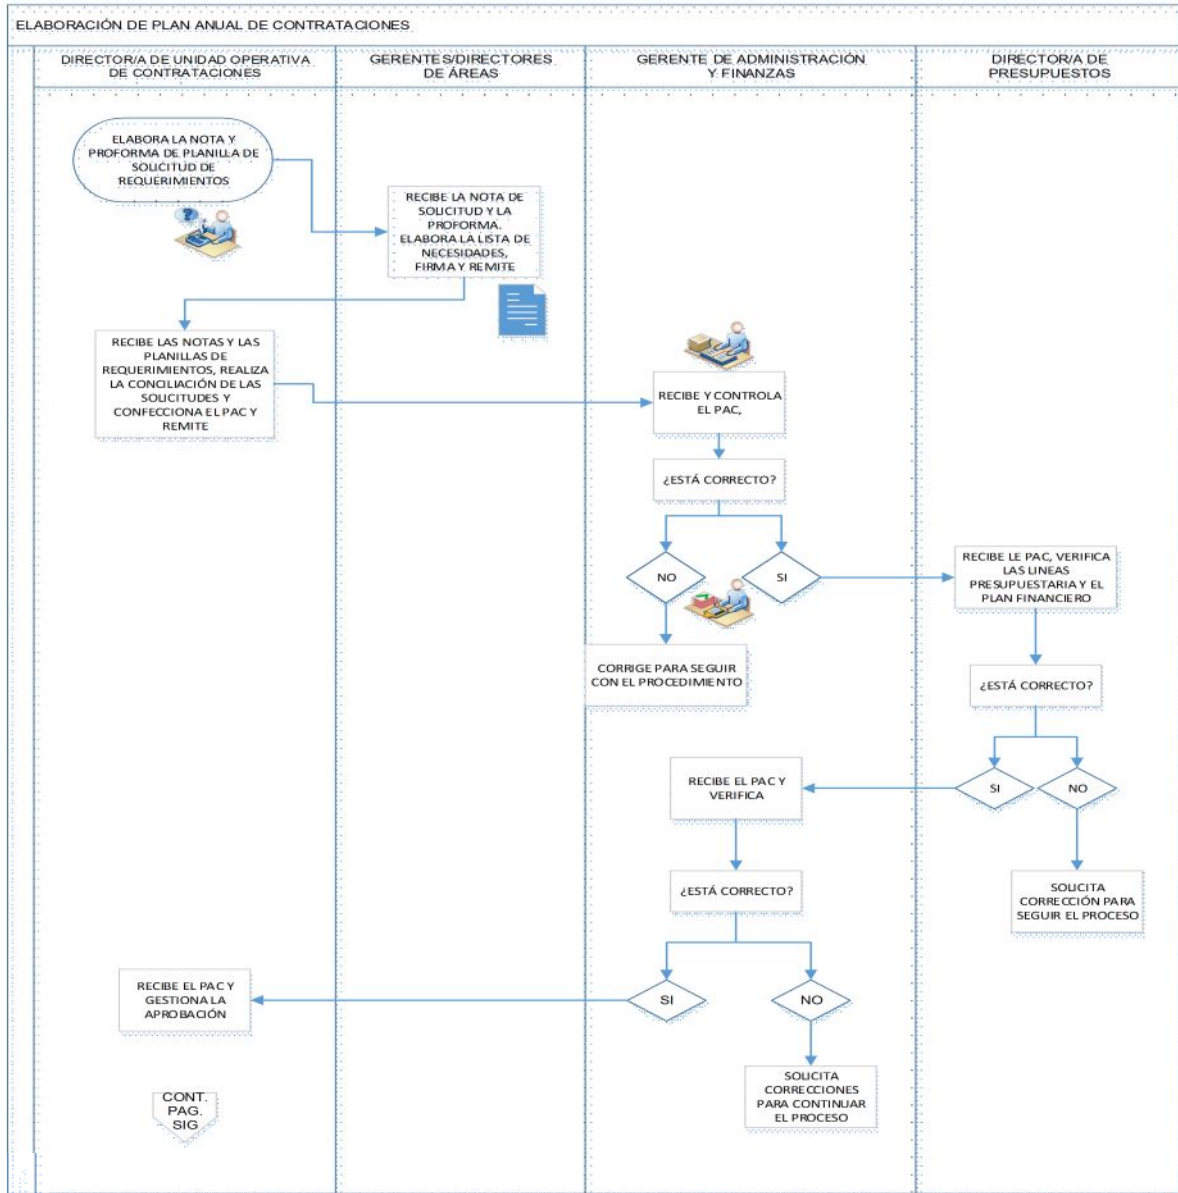 ELABORACIÓN DE PLAN ANUAL DE CONTRATACIONES
DIRECTOR/A DE UNIDAD OPERATIVA
DE CONTRATACIONES
GERENTES/DIRECTORES
DE ÁREAS
GERENTE DE ADMINISTRACIÓN
Y FINANZAS
DIRECTOR/A DE
PRESUPUESTOS
ELABORA LA NOTA Y
PROFORMA DE PLANILLA DE
SOLICITUD DE
REQUERIMIENTOS
RECIBE LA NOTA DE
SOLICITUD Y LA
PROFORMA.
ELABORA LA LISTA DE
NECESIDADES,
FIRMA Y REMITE
RECIBE LAS NOTAS Y LAS
PLANILLAS DE
REQUERIMIENTOS, REALIZA
LA CONCILIACIÓN DE LAS
SOLICITUDES Y
CONFECCIONA EL PAC Y
REMITE
RECIBE Y CONTROLA
EL PAC,
¿ESTÁ CORRECTO?
NO
SI
CORRIGE PARA SEGUIR
CON EL PROCEDIMIENTO
RECIBE LE PAC, VERIFICA
LAS LINEAS
PRESUPUESTARIA Y EL
PLAN FINANCIERO
¿ESTÁ CORRECTO?
SI
NO
SOLICITA
CORRECCIÓN PARA
SEGUIR EL PROCESO
RECIBE EL PAC Y
VERIFICA
¿ESTÁ CORRECTO?
SI
NO
SOLICITA
CORRECCIONES
PARA CONTINUAR
EL PROCESO
RECIBE EL PAC Y
GESTIONA LA
APROBACIÓN
CONT.
PAG.
SIG